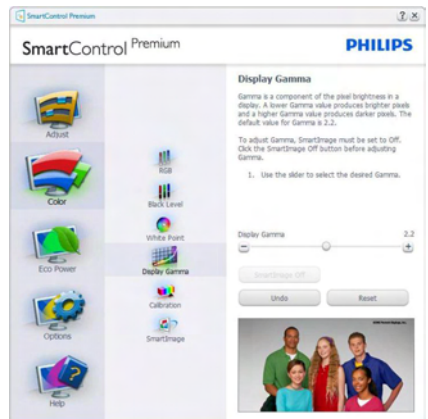 SmartControl Premium
SmartControl Premium
PHILIPS
Adjust
Color
Eco Power
Options
Help
RGB
Black Level
White Point
Display Gamma
Calibration
SmartImage
Display Gamma
Gamma is a component of the pixel brightness in a
display. A lower Gamma value produces brighter pixels
and a higher Gamma value produces darker pixels. The
default value for Gamma is 2.2.
To adjust Gamma, SmartImage must be set to Off.
Click the SmartImage Off button before adjusting
Gamma.
1. Use the slider to select the desired Gamma.
Display Gamma 2.2
SmartImage Off
Undo
Reset